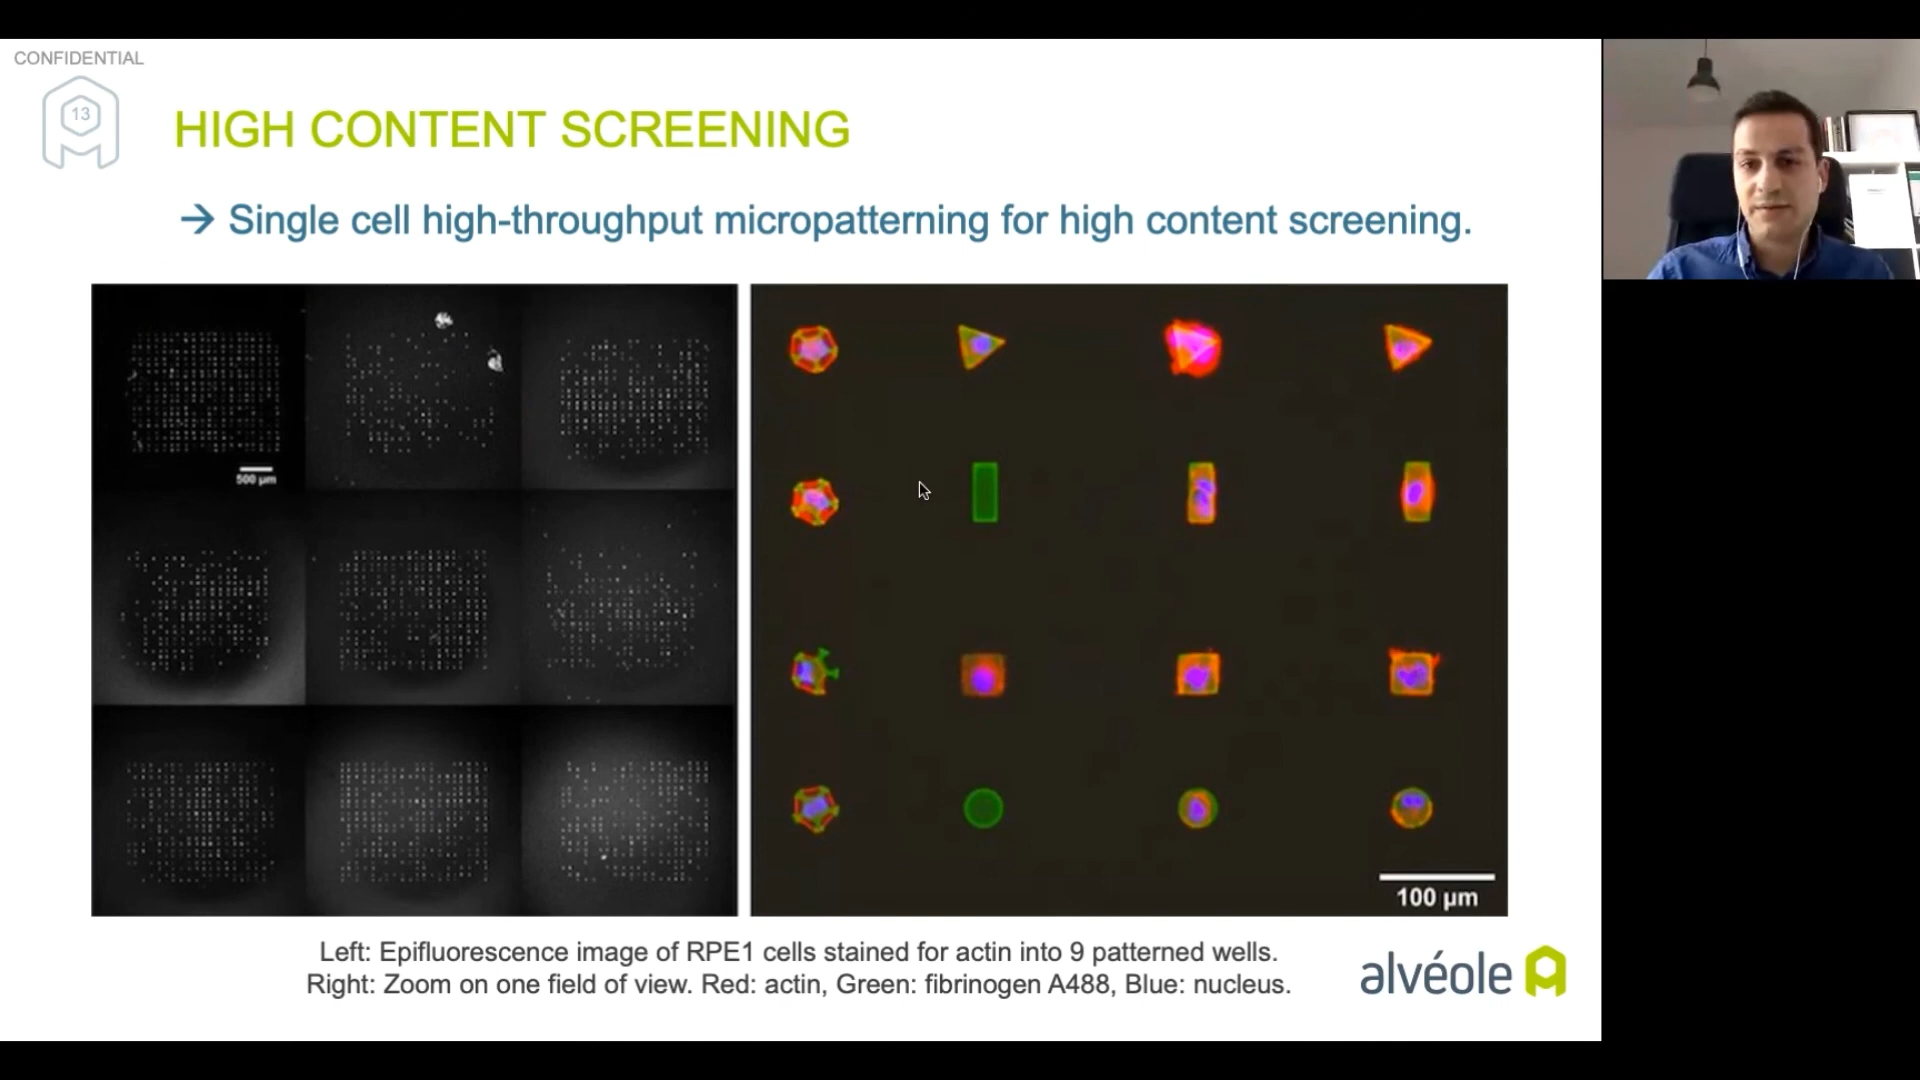 CONFIDENTIAL
13
HIGH CONTENT SCREENING
→ Single cell high-throughput micropatterning for high content screening.
500 µm
100 µm
Left: Epifluorescence image of RPE1 cells stained for actin into 9 patterned wells.
Right: Zoom on one field of view. Red: actin, Green: fibrinogen A488, Blue: nucleus.
alvéole